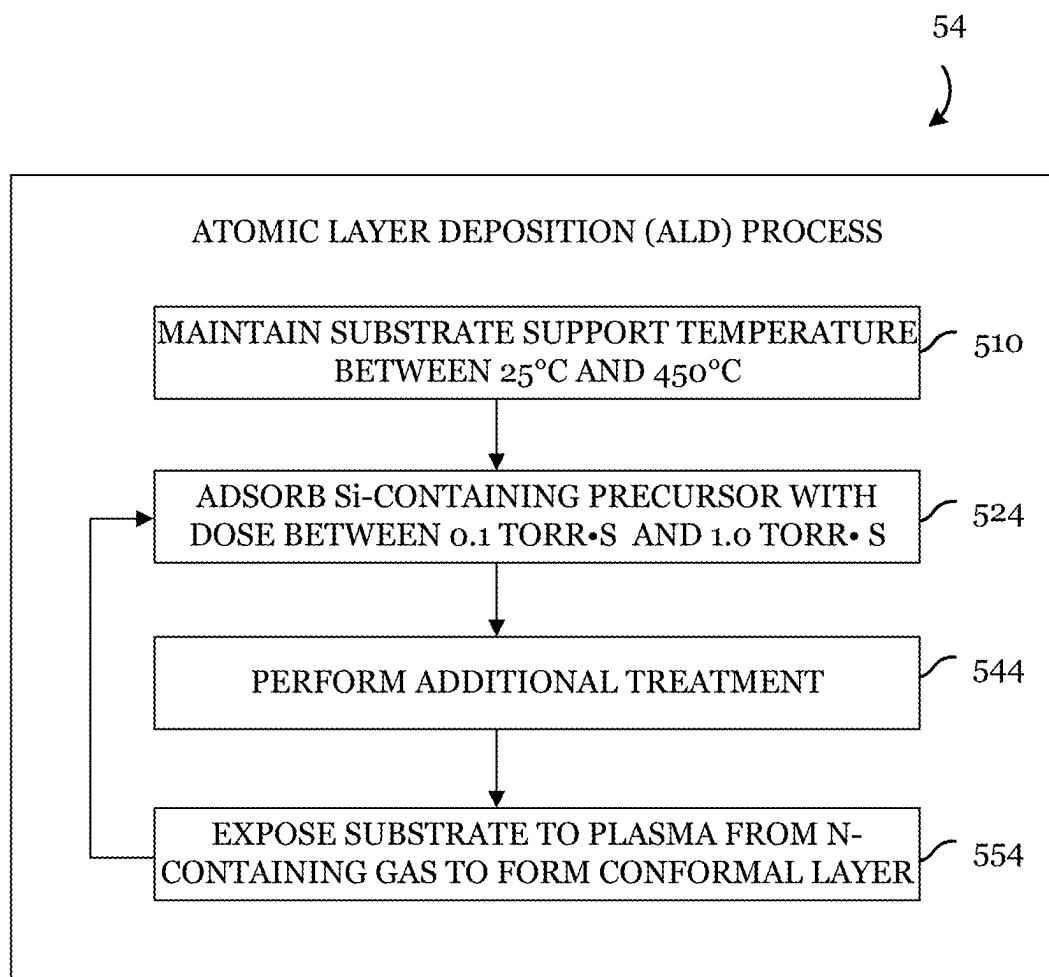 54
ATOMIC LAYER DEPOSITION (ALD) PROCESS
MAINTAIN SUBSTRATE SUPPORT TEMPERATURE
BETWEEN 25°C AND 450°C
510
ADSORB Si-CONTAINING PRECURSOR WITH
DOSE BETWEEN 0.1 TORR•S AND 1.0 TORR• S
524
PERFORM ADDITIONAL TREATMENT
544
EXPOSE SUBSTRATE TO PLASMA FROM N-
CONTAINING GAS TO FORM CONFORMAL LAYER
554